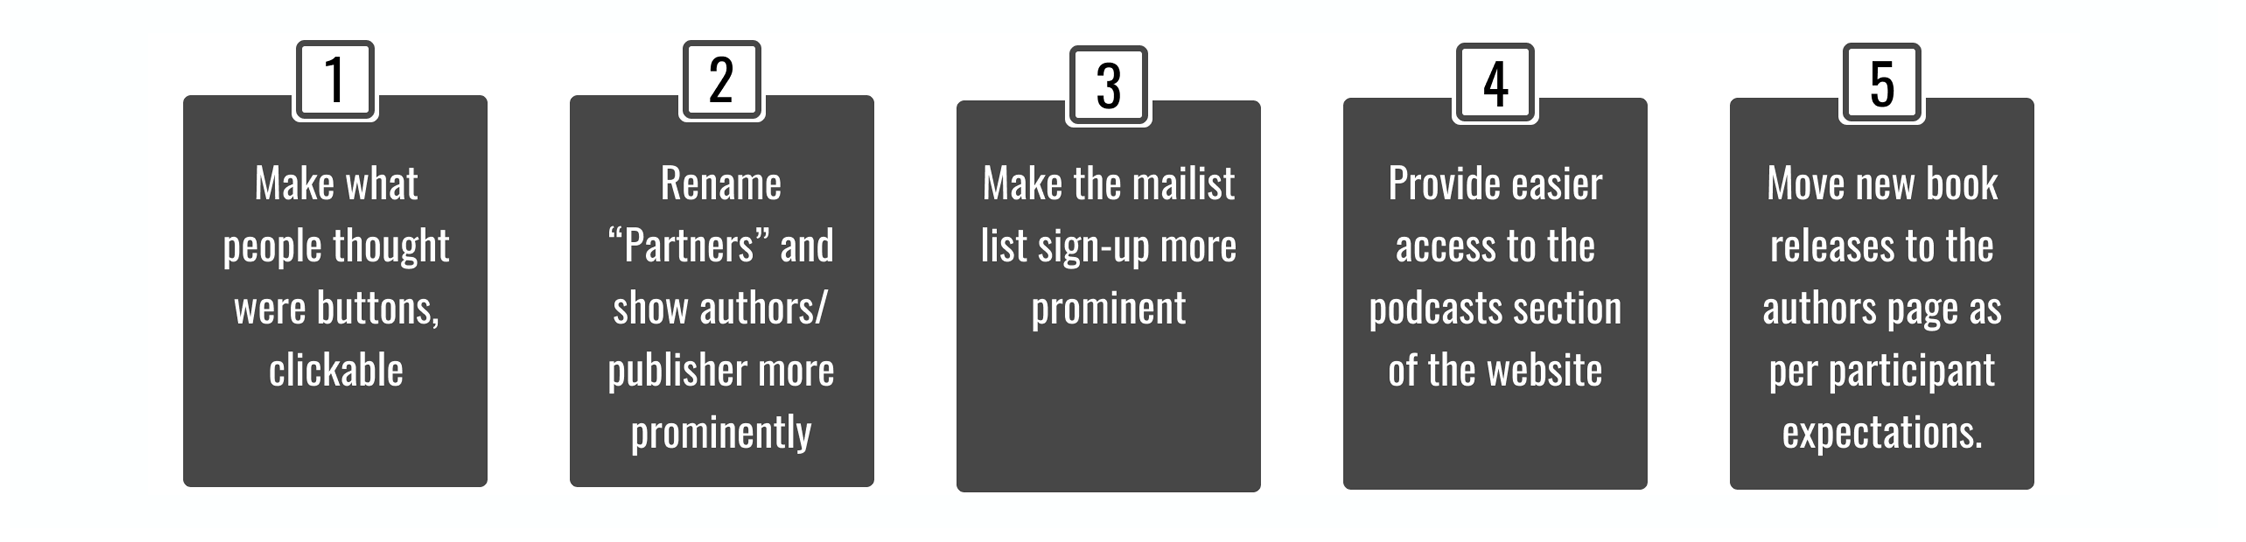 1
Make what
people thought
were buttons,
clickable
2
Rename
“Partners” and
show authors/
publisher more
prominently
3
Make the mailist
list sign-up more
prominent
4
Provide easier
access to the
podcasts section
of the website
5
Move new book
releases to the
authors page as
per participant
expectations.